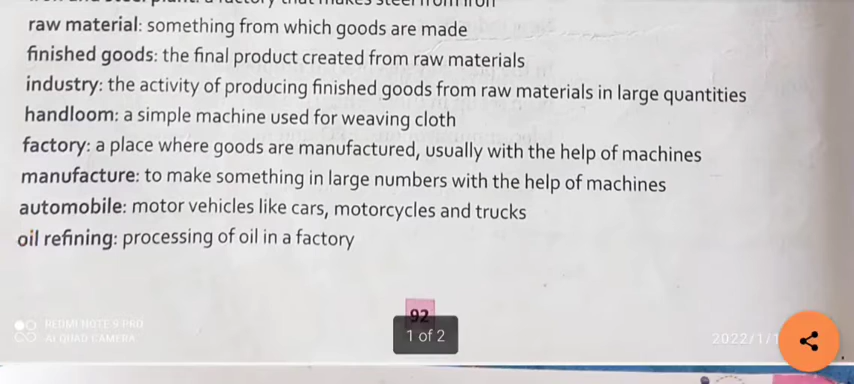 raw material: something from which goods are made
finished goods: the final product created from raw materials
industry: the activity of producing finished goods from raw materials in large quantities
handloom: a simple machine used for weaving cloth
factory: a place where goods are manufactured, usually with the help of machines
manufacture: to make something in large numbers with the help of machines
automobile: motor vehicles like cars, motorcycles and trucks
oil refining: processing of oil in a factory
92
1 of 2
REDMI NOTE 9 PRO
AI QUAD CAMERA
2022/1/1